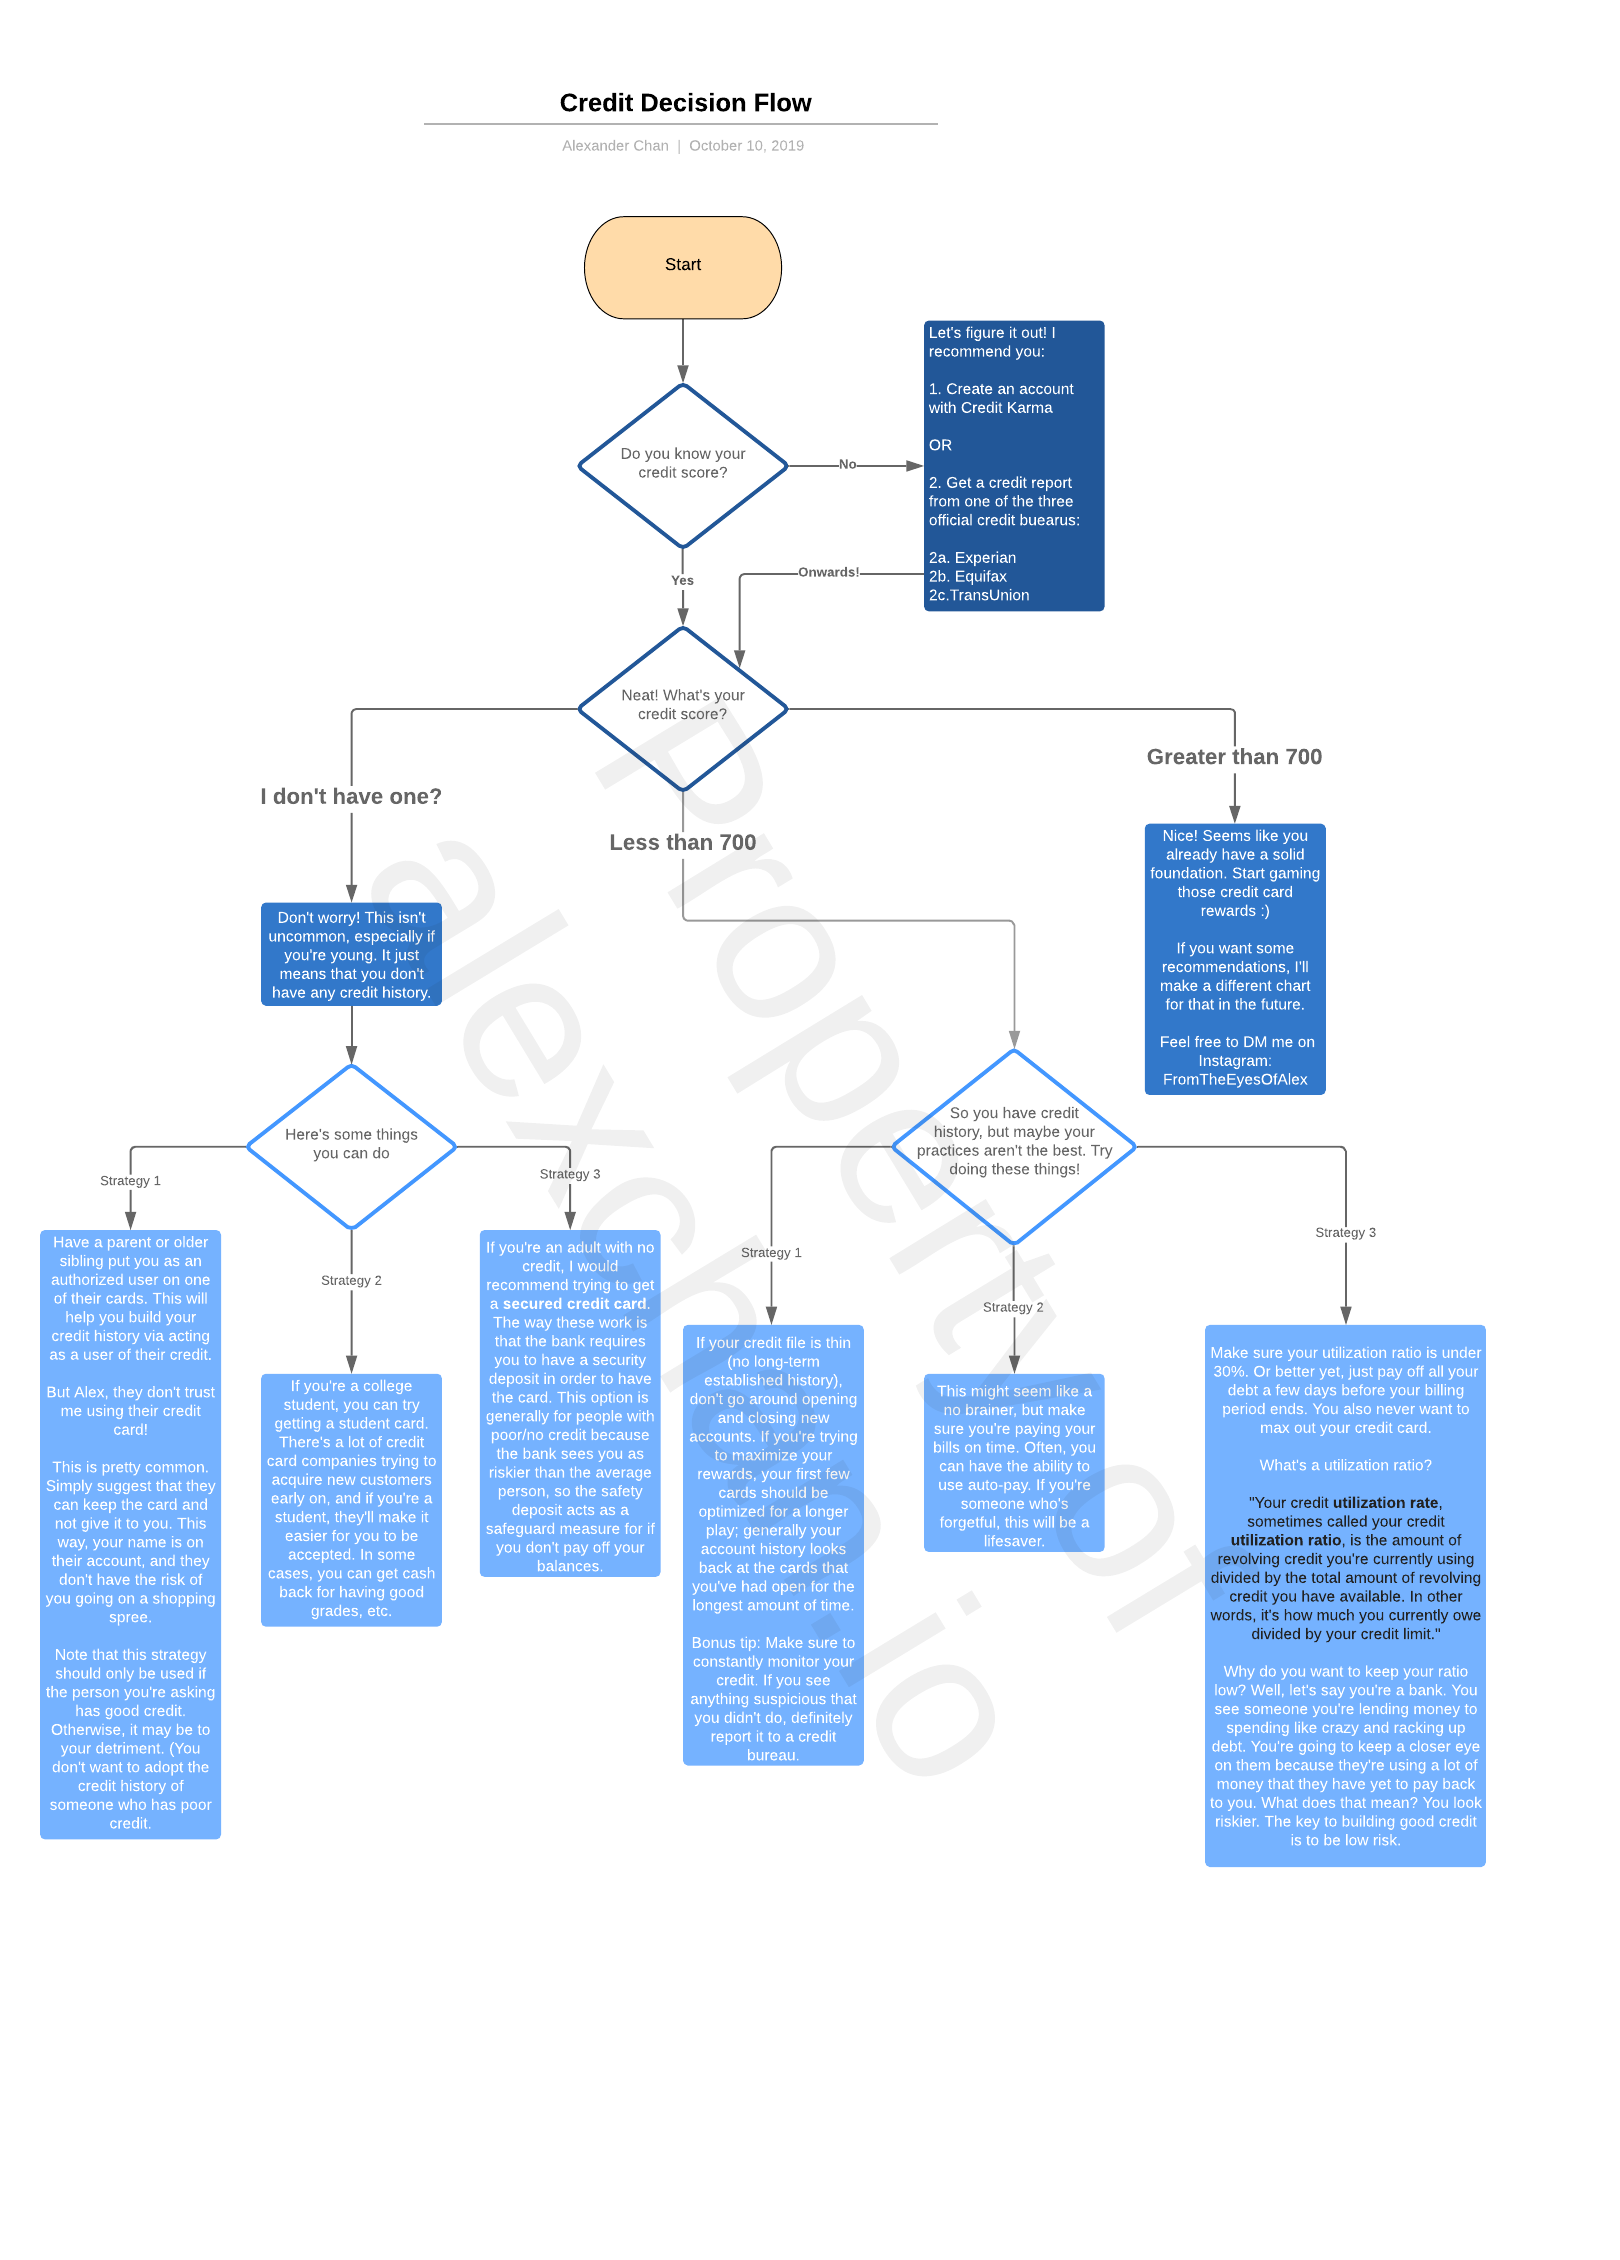 Credit Decision Flow
Alexander Chan | October 10, 2019
Start
Do you know your
credit score?
No
Let's figure it out! I
recommend you:
1. Create an account
with Credit Karma
OR
2. Get a credit report
from one of the three
official credit buearus:
2a. Experian
2b. Equifax
2c.TransUnion
Yes
Onwards!
Neat! What's your
credit score?
I don't have one?
Less than 700
Greater than 700
Don't worry! This isn't
uncommon, especially if
you're young. It just
means that you don't
have any credit history.
Nice! Seems like you
already have a solid
foundation. Start gaming
those credit card
rewards :)
If you want some
recommendations, I'll
make a different chart
for that in the future.
Feel free to DM me on
Instagram:
FromTheEyesOfAlex
Here's some things
you can do
Strategy 1
Strategy 2
Strategy 3
Have a parent or older
sibling put you as an
authorized user on one
of their cards. This will
help you build your
credit history via acting
as a user of their credit.
But Alex, they don't trust
me using their credit
card!
This is pretty common.
Simply suggest that they
can keep the card and
not give it to you. This
way, your name is on
their account, and they
don't have the risk of
you going on a shopping
spree.
Note that this strategy
should only be used if
the person you're asking
has good credit.
Otherwise, it may be to
your detriment. (You
don't want to adopt the
credit history of
someone who has poor
credit.
If you're a college
student, you can try
getting a student card.
There's a lot of credit
card companies trying to
acquire new customers
early on, and if you're a
student, they'll make it
easier for you to be
accepted. In some
cases, you can get cash
back for having good
grades, etc.
If you're an adult with no
credit, I would
recommend trying to get
a secured credit card.
The way these work is
that the bank requires
you to have a security
deposit in order to have
the card. This option is
generally for people with
poor/no credit because
the bank sees you as
riskier than the average
person, so the safety
deposit acts as a
safeguard measure for if
you don't pay off your
balances.
So you have credit
history, but maybe your
practices aren't the best. Try
doing these things!
Strategy 1
Strategy 2
Strategy 3
If your credit file is thin
(no long-term
established history),
don't go around opening
and closing new
accounts. If you're trying
to maximize your
rewards, your first few
cards should be
optimized for a longer
play; generally your
account history looks
back at the cards that
you've had open for the
longest amount of time.
Bonus tip: Make sure to
constantly monitor your
credit. If you see
anything suspicious that
you didn't do, definitely
report it to a credit
bureau.
This might seem like a
no brainer, but make
sure you're paying your
bills on time. Often, you
can have the ability to
use auto-pay. If you're
someone who's
forgetful, this will be a
lifesaver.
Make sure your utilization ratio is under
30%. Or better yet, just pay off all your
debt a few days before your billing
period ends. You also never want to
max out your credit card.
What's a utilization ratio?
"Your credit utilization rate,
sometimes called your credit
utilization ratio, is the amount of
revolving credit you're currently using
divided by the total amount of revolving
credit you have available. In other
words, it's how much you currently owe
divided by your credit limit."
Why do you want to keep your ratio
low? Well, let's say you're a bank. You
see someone you're lending money to
spending like crazy and racking up
debt. You're going to keep a closer eye
on them because they're using a lot of
money that they have yet to pay back
to you. What does that mean? You look
riskier. The key to building good credit
is to be low risk.
Property of
alexchan.io